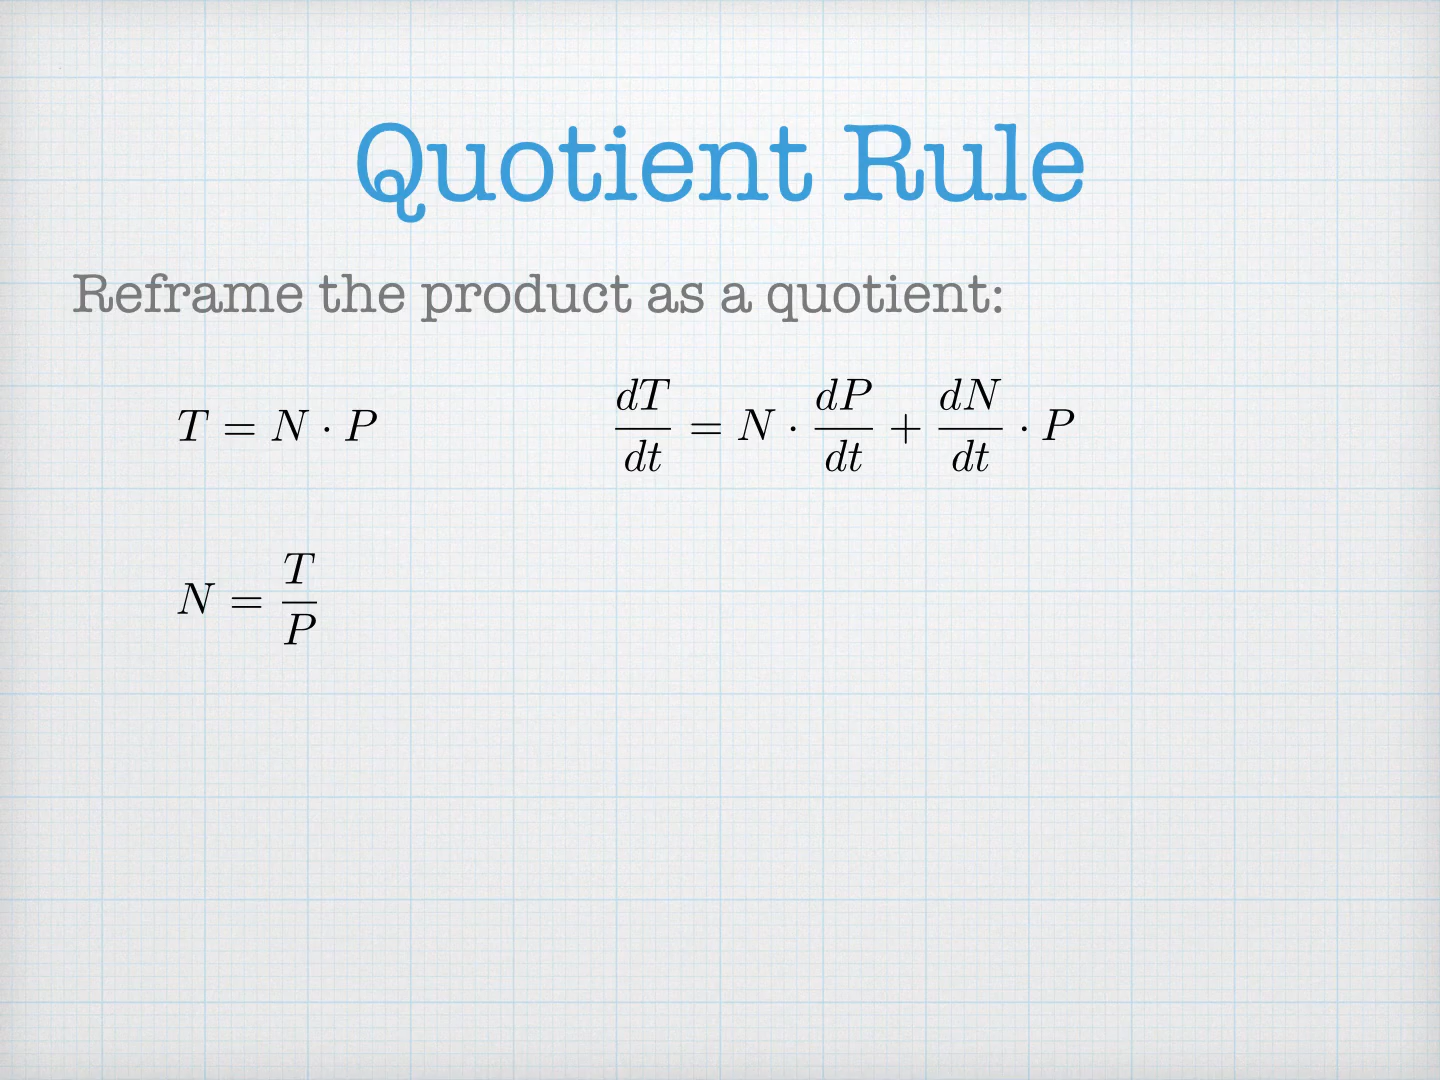 Quotient Rule
Reframe the product as a quotient:
T = N · P
dT/dt = N · dP/dt + dN/dt · P
N = T/P